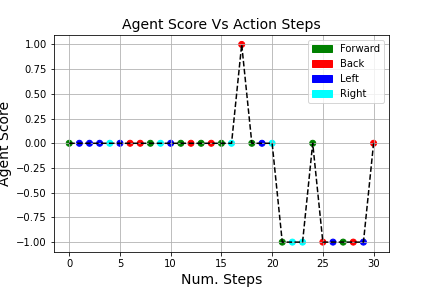 Agent Score Vs Action Steps
Agent Score
1.00
0.75
0.50
0.25
0.00
−0.25
−0.50
−0.75
−1.00
Forward
Back
Left
Right
0 5 10 15 20 25 30
Num. Steps